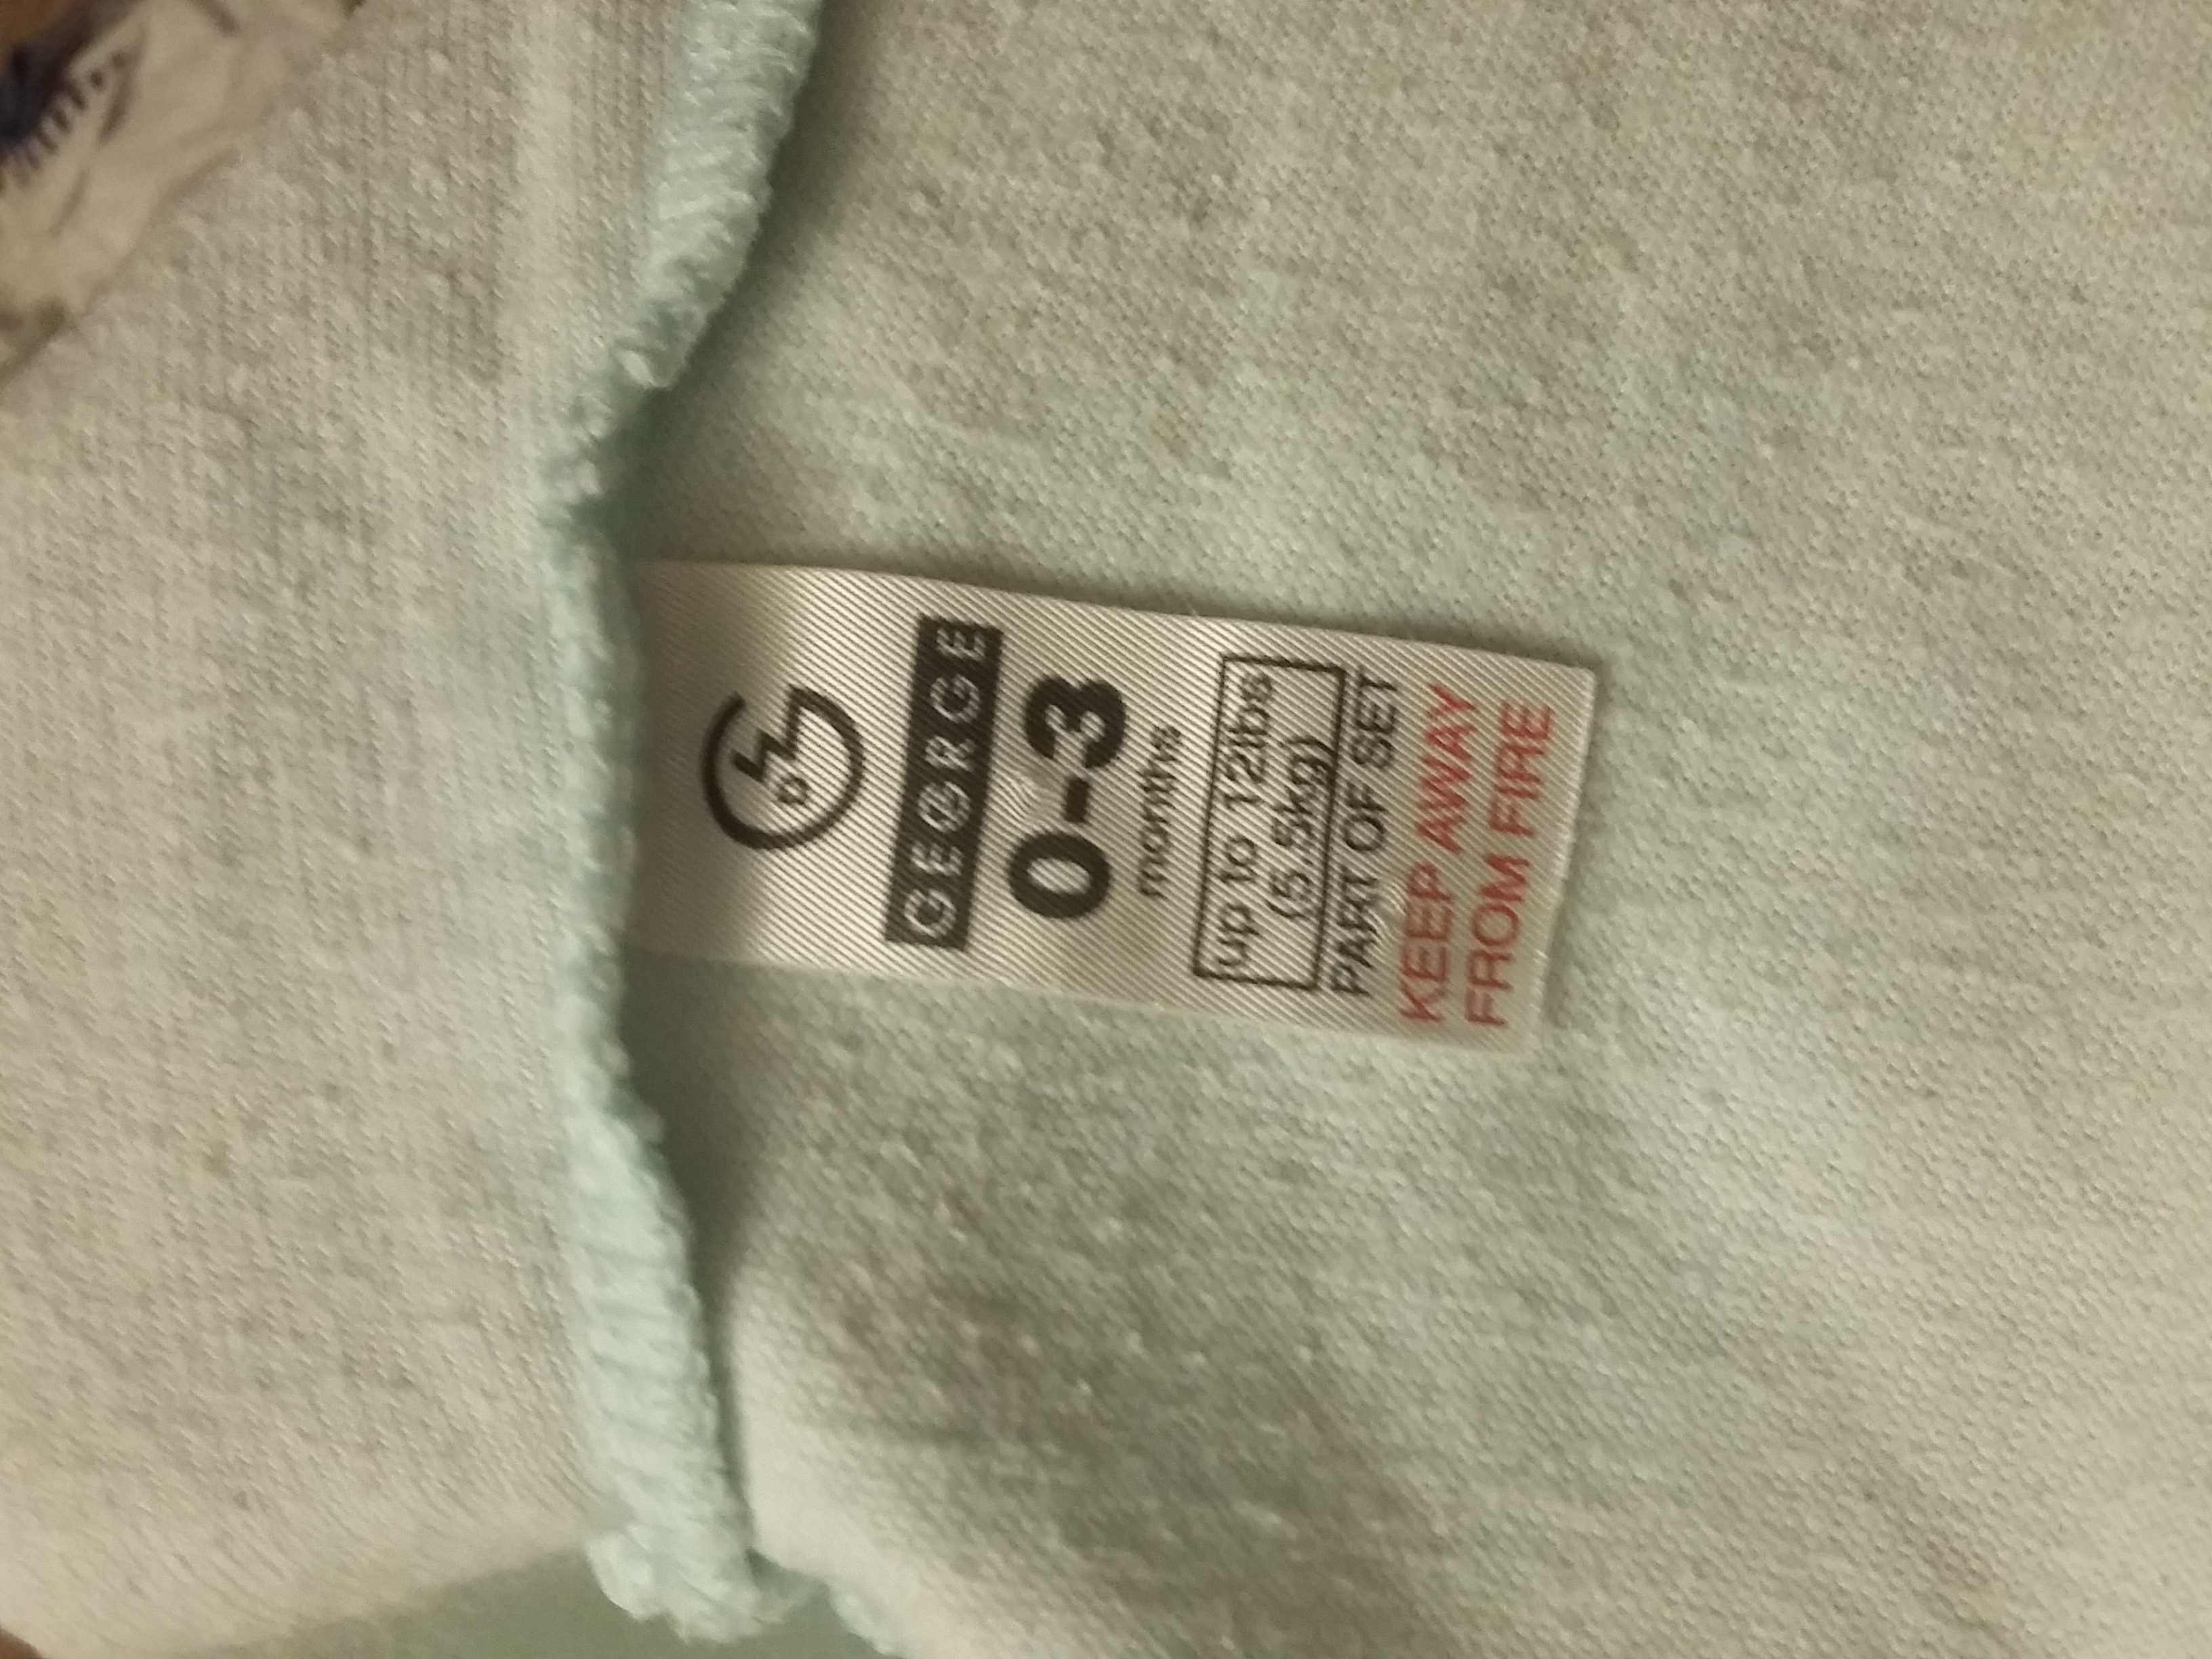 GEORGE
0-3
months
up to 12lbs
(5.5kg)
PART OF SET
KEEP AWAY
FROM FIRE